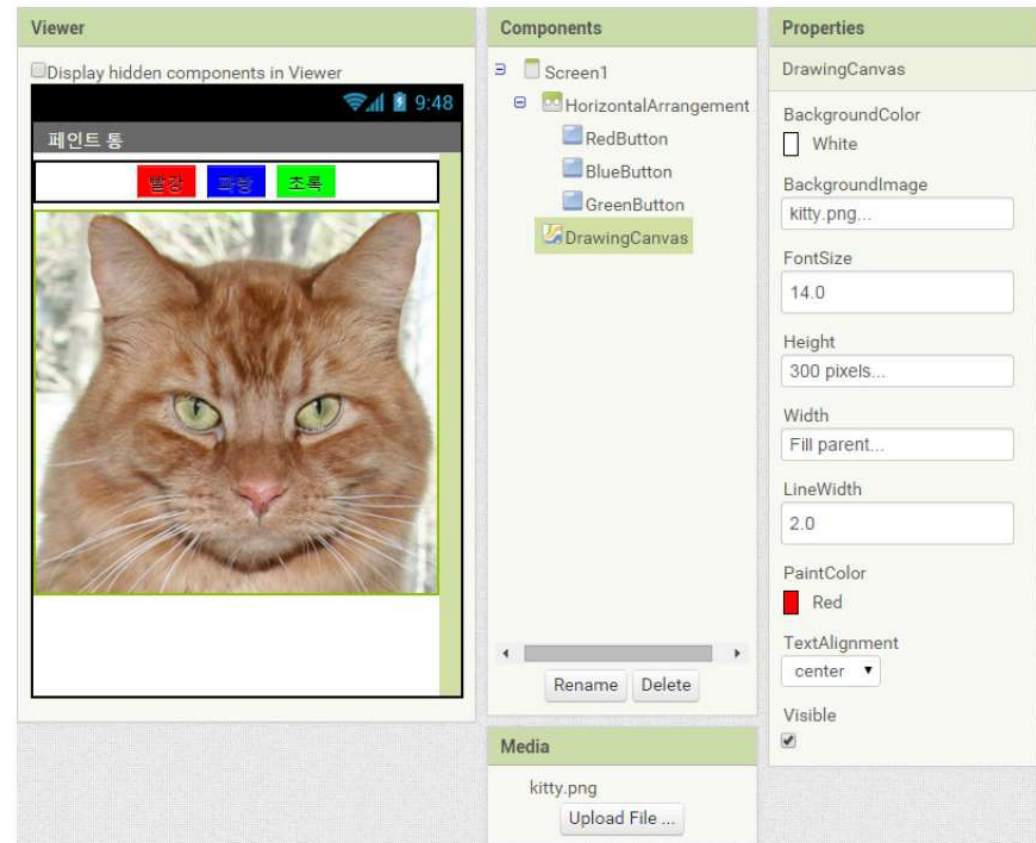 Viewer
Display hidden components in Viewer
9:48
페인트 통
빨강 파랑 초록
Components
Screen1
HorizontalArrangement
RedButton
BlueButton
GreenButton
DrawingCanvas
Rename Delete
Media
kitty.png
Upload File ...
Properties
DrawingCanvas
BackgroundColor
White
BackgroundImage
kitty.png...
FontSize
14.0
Height
300 pixels...
Width
Fill parent...
LineWidth
2.0
PaintColor
Red
TextAlignment
center
Visible